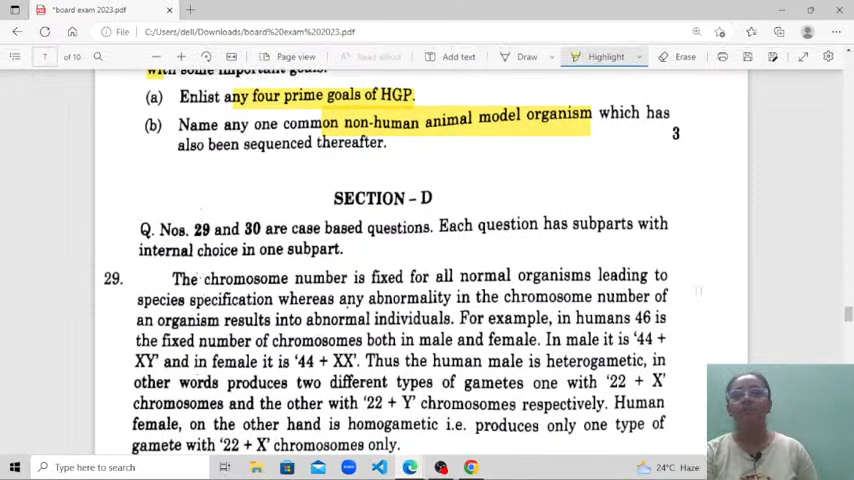 *board exam 2023.pdf
File
C:/Users/dell/Downloads/board%20exam%202023.pdf
7 of 10
Page view
Read aloud
Add text
Draw
Highlight
Erase
with some important goals.
(a) Enlist any four prime goals of HGP.
(b) Name any one common non-human animal model organism which has
also been sequenced thereafter.
3
SECTION – D
Q. Nos. 29 and 30 are case based questions. Each question has subparts with
internal choice in one subpart.
29. The chromosome number is fixed for all normal organisms leading to
species specification whereas any abnormality in the chromosome number of
an organism results into abnormal individuals. For example, in humans 46 is
the fixed number of chromosomes both in male and female. In male it is '44 +
XY' and in female it is '44 + XX'. Thus the human male is heterogametic, in
other words produces two different types of gametes one with '22 + X'
chromosomes and the other with '22 + Y' chromosomes respectively. Human
female, on the other hand is homogametic i.e. produces only one type of
gamete with '22 + X' chromosomes only.
Type here to search
24°C Haze